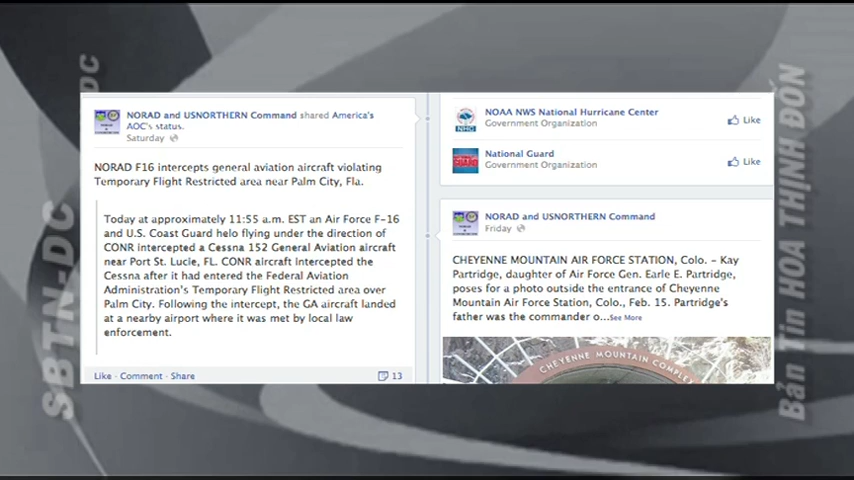 SBTN-DC
NORAD and USNORTHERN Command shared America's
AOC's status.
Saturday
NORAD F16 intercepts general aviation aircraft violating
Temporary Flight Restricted area near Palm City, Fla.
Today at approximately 11:55 a.m. EST an Air Force F-16
and U.S. Coast Guard helo flying under the direction of
CONR intercepted a Cessna 152 General Aviation aircraft
near Port St. Lucie, FL. CONR aircraft intercepted the
Cessna after it had entered the Federal Aviation
Administration's Temporary Flight Restricted area over
Palm City. Following the intercept, the GA aircraft landed
at a nearby airport where it was met by local law
enforcement.
Like · Comment · Share
13
NHC
NOAA NWS National Hurricane Center
Government Organization
Like
GUARD
National Guard
Government Organization
Like
NORAD and USNORTHERN Command
Friday
CHEYENNE MOUNTAIN AIR FORCE STATION, Colo. – Kay
Partridge, daughter of Air Force Gen. Earle E. Partridge,
poses for a photo outside the entrance of Cheyenne
Mountain Air Force Station, Colo., Feb. 15. Partridge's
father was the commander o...See More
CHEYENNE MOUNTAIN COMPLEX
Bản Tin HOA THỊNH ĐỐN